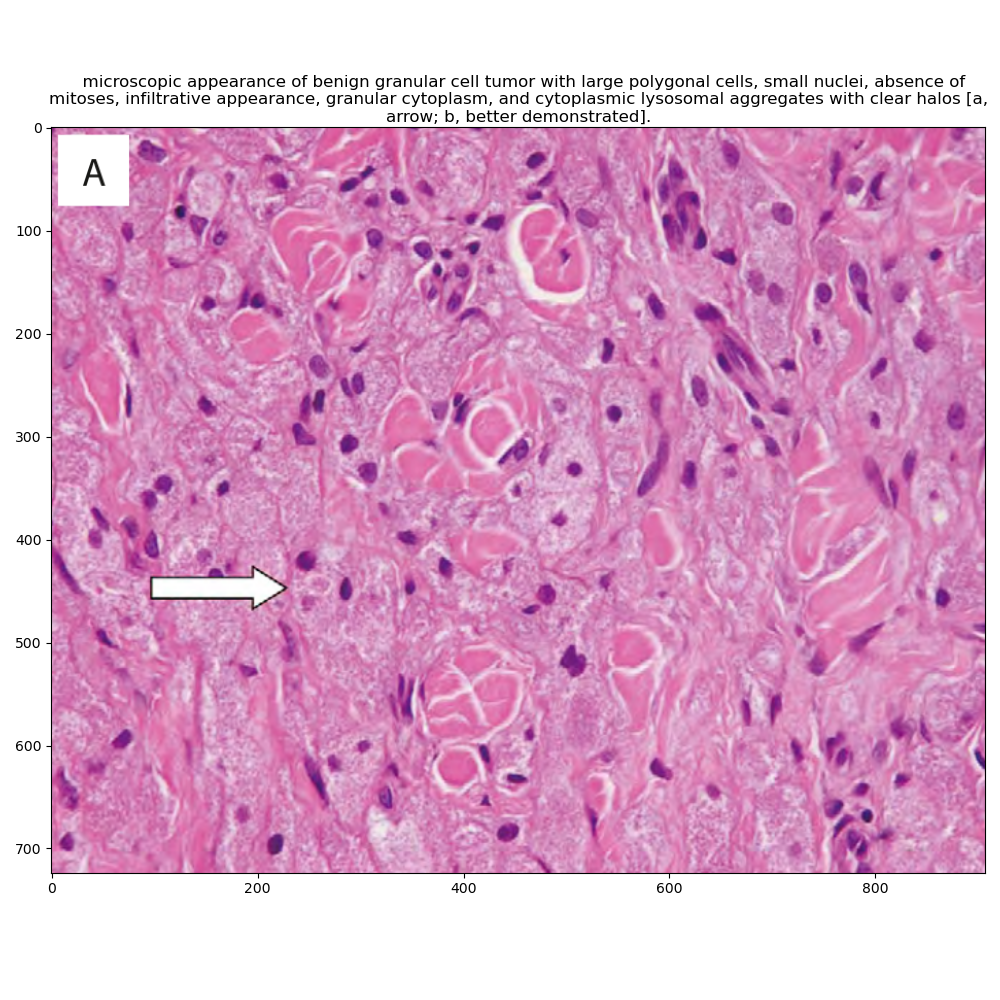 microscopic appearance of benign granular cell tumor with large polygonal cells, small nuclei, absence of
mitoses, infiltrative appearance, granular cytoplasm, and cytoplasmic lysosomal aggregates with clear halos [a,
arrow; b, better demonstrated].
0
A
100
200
300
400
500
600
700
0 200 400 600 800